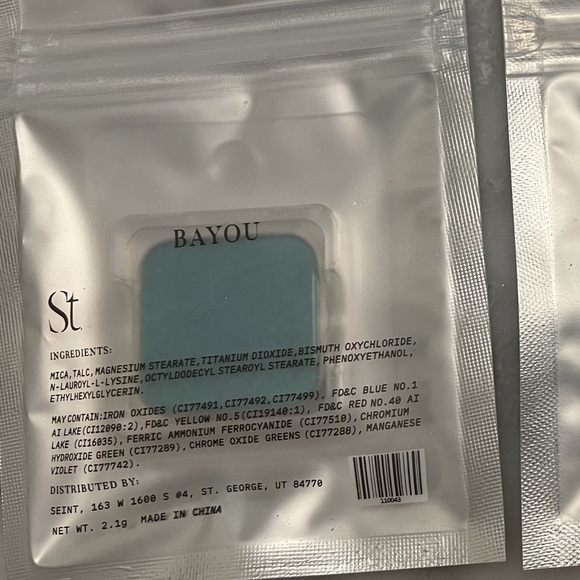 BAYOU
St
INGREDIENTS:
MICA,TALC,MAGNESIUM STEARATE,TITANIUM DIOXIDE,BISMUTH OXYCHLORIDE,
N-LAUROYL-L-LYSINE,OCTYLDODECYL STEAROYL STEARATE,PHENOXYETHANOL,
ETHYLHEXYLGLYCERIN.
MAY CONTAIN:IRON OXIDES (CI77491,CI77492,CI77499), FD&C BLUE NO.1
AI LAKE(CI12090:2),FD&C YELLOW NO.5(CI19140:1), FD&C RED NO.40 AI
LAKE (CI16035), FERRIC AMMONIUM FERROCYANIDE (CI77510), CHROMIUM
HYDROXIDE GREEN (CI77289), CHROME OXIDE GREENS (CI77288), MANGANESE
VIOLET (CI77742).
DISTRIBUTED BY:
SEINT, 163 W 1600 S #4, ST. GEORGE, UT 84770
NET WT. 2.1g MADE IN CHINA
110043